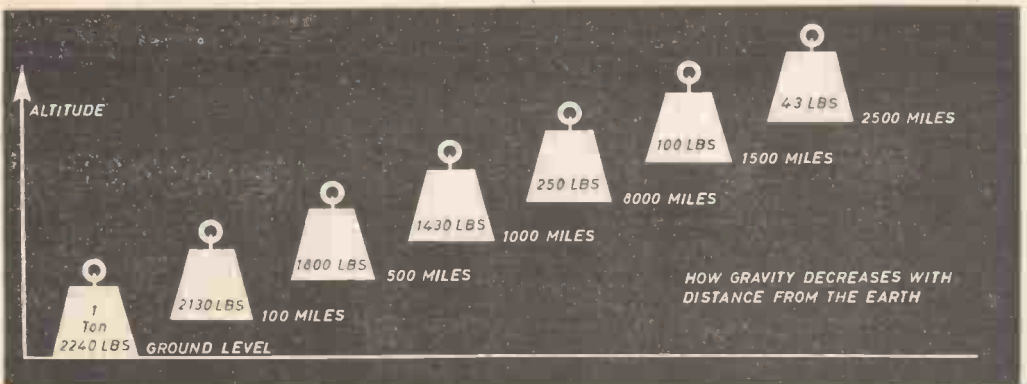 ALTITUDE
1
Ton
2240 LBS
GROUND LEVEL
2130 LBS
100 MILES
1800 LBS
500 MILES
1430 LBS
1000 MILES
250 LBS
8000 MILES
100 LBS
1500 MILES
43 LBS
2500 MILES
HOW GRAVITY DECREASES WITH
DISTANCE FROM THE EARTH